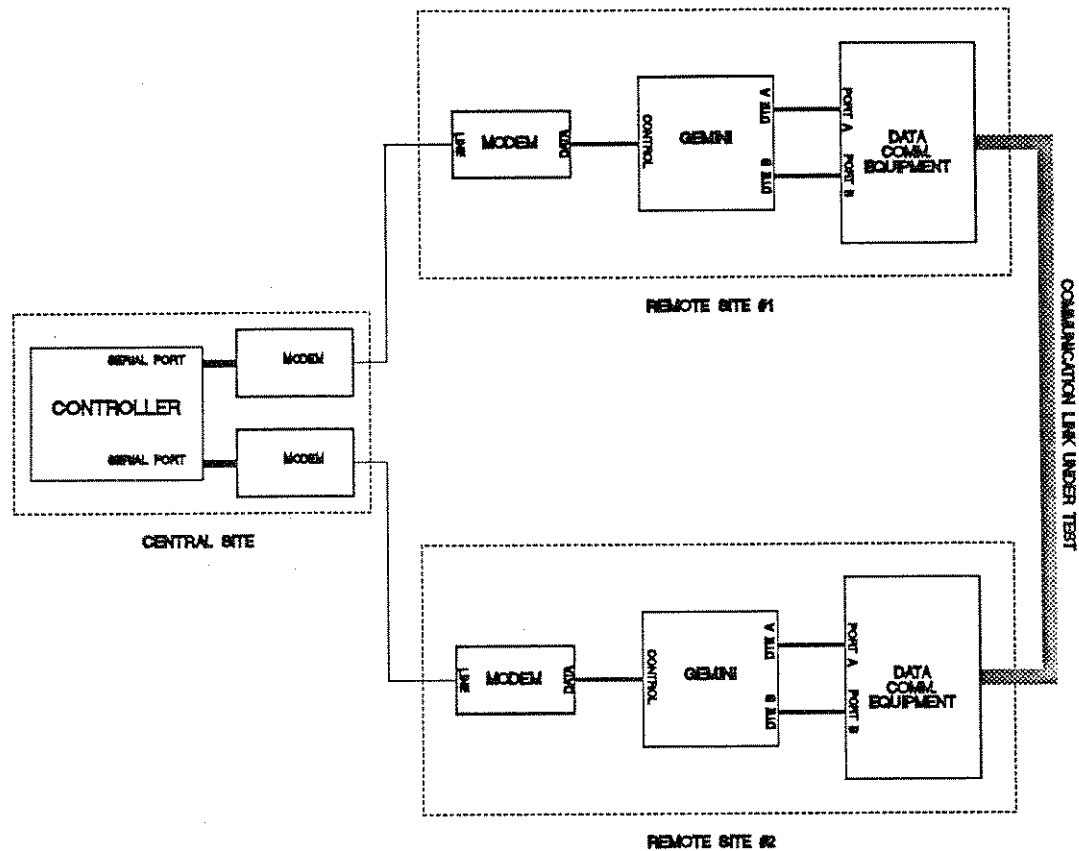 LINE
MODEM
DATA
CONTROL
GEMINI
DTE A
DTE B
PORT A
PORT B
DATA
COMM.
EQUIPMENT
REMOTE SITE #1
SERIAL PORT
MODEM
CONTROLLER
SERIAL PORT
MODEM
CENTRAL SITE
COMMUNICATION LINK UNDER TEST
LINE
MODEM
DATA
CONTROL
GEMINI
DTE A
DTE B
PORT A
PORT B
DATA
COMM.
EQUIPMENT
REMOTE SITE #2